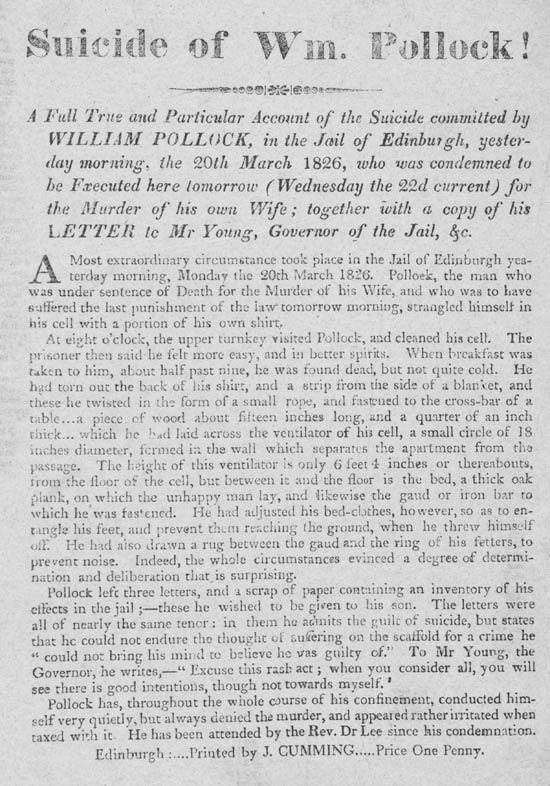 Suicide of Wm. Pollock!
A Full True and Particular Account of the Suicide committed by
WILLIAM POLLOCK, in the Jail of Edinburgh, yester-
day morning, the 20th March 1826, who was condemned to
be Executed here tomorrow (Wednesday the 22d current) for
the Murder of his own Wife; together with a copy of his
LETTER to Mr Young, Governor of the Jail, &c.
A Most extraordinary circumstance took place in the Jail of Edinburgh yes-
terday morning, Monday the 20th March 1826. Pollock, the man who
was under sentence of Death for the Murder of his Wife, and who was to have
suffered the last punishment of the law tomorrow morning, strangled himself in
his cell with a portion of his own shirt.
At eight o'clock, the upper turnkey visited Pollock, and cleaned his cell. The
prisoner then said he felt more easy, and in better spirits. When breakfast was
taken to him, about half past nine, he was found dead, but not quite cold. He
had torn out the back of his shirt, and a strip from the side of a blanket, and
these he twisted in the form of a small rope, and fastened to the cross-bar of a
table...a piece of wood about fifteen inches long, and a quarter of an inch
thick... which he had laid across the ventilator of his cell, a small circle of 18
inches diameter, formed in the wall which separates the apartment from the
passage. The height of this ventilator is only 6 feet 4 inches or thereabouts,
from the floor of the cell, but between it and the floor is the bed, a thick oak
plank, on which the unhappy man lay, and likewise the gaud or iron bar to
which he was fastened. He had adjusted his bed-clothes, however, so as to en-
tangle his feet, and prevent them reaching the ground, when he threw himself
off. He had also drawn a rug between the gaud and the ring of his fetters, to
prevent noise. Indeed, the whole circumstances evinced a degree of determi-
nation and deliberation that is surprising.
Pollock left three letters, and a scrap of paper containing an inventory of his
effects in the jail;—these he wished to be given to his son. The letters were
all of nearly the same tenor: in them he admits the guilt of suicide, but states
that he could not endure the thought of suffering on the scaffold for a crime he
“ could not bring his mind to believe he was guilty of.” To Mr Young, the
Governor, he writes,—“ Excuse this rash act; when you consider all, you will
see there is good intentions, though not towards myself.'
Pollock has, throughout the whole course of his confinement, conducted him-
self very quietly, but always denied the murder, and appeared rather irritated when
taxed with it. He has been attended by the Rev. Dr Lee since his condemnation.
Edinburgh:....Printed by J. CUMMING.....Price One Penny.